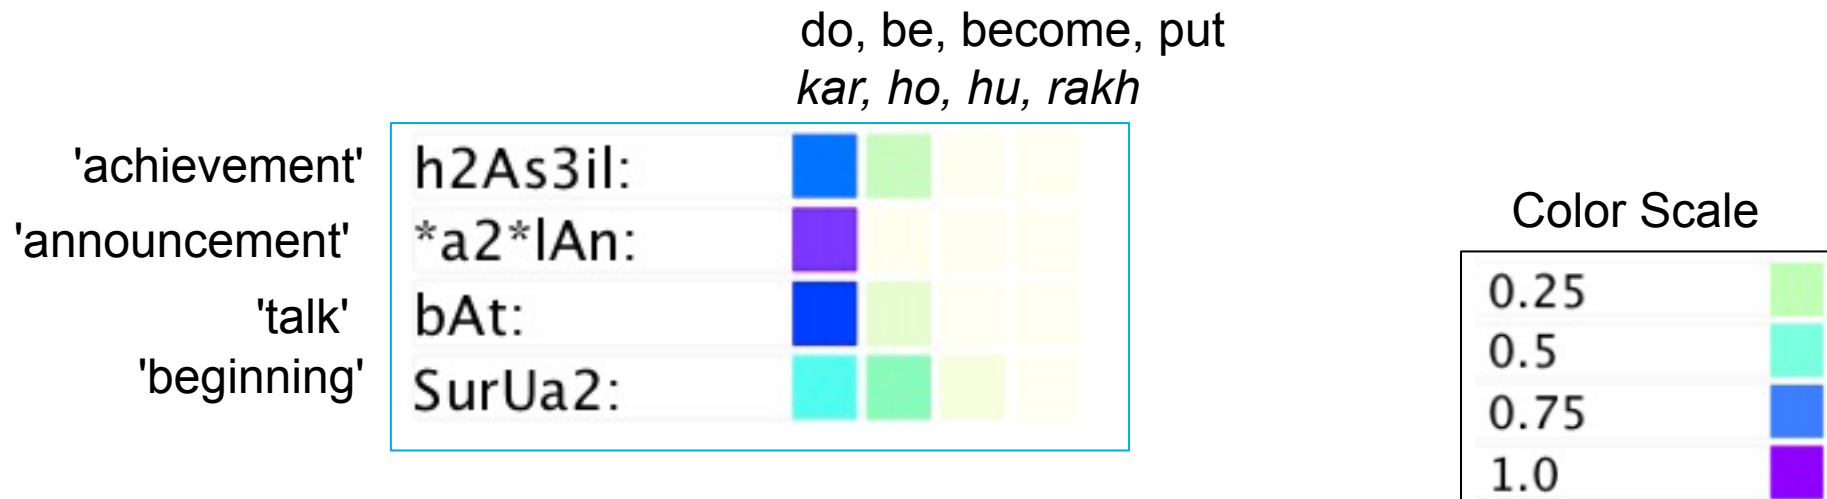 do, be, become, put
kar, ho, hu, rakh
'achievement' h2As3il:
'announcement' *a2*lAn:
'talk' bAt:
'beginning' SurUa2:
Color Scale
0.25
0.5
0.75
1.0